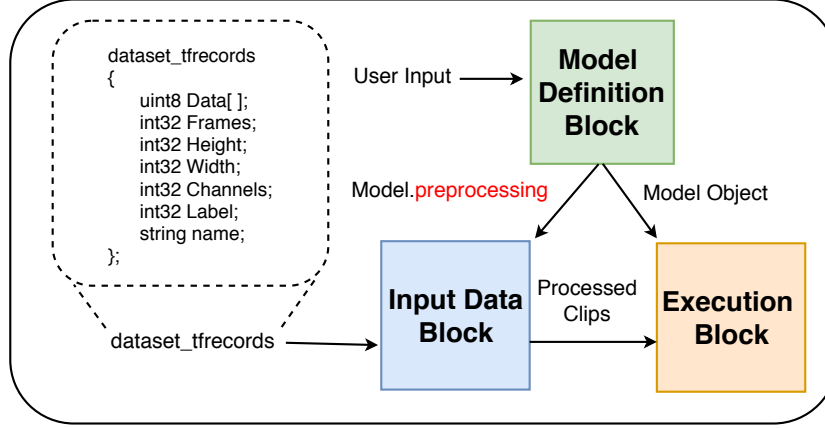 dataset_tfrecords
{
uint8 Data[ ];
int32 Frames;
int32 Height;
int32 Width;
int32 Channels;
int32 Label;
string name;
};
User Input
Model
Definition
Block
Model.preprocessing
Model Object
dataset_tfrecords
Input Data
Block
Processed
Clips
Execution
Block